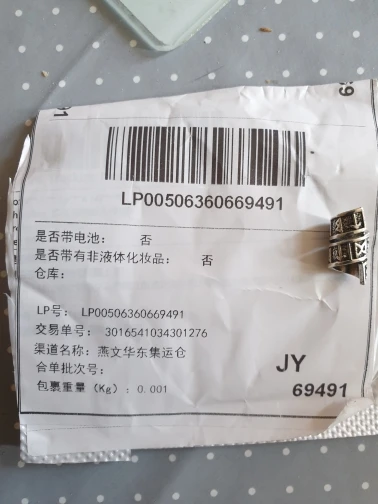 LP00506360669491
是否带电池： 否
是否带有非液体化妆品： 否
仓库：
LP号： LP00506360669491
交易单号： 3016541034301276
渠道名称：燕文华东集运仓
合单批次号：
包裹重量（Kg）：0.001
JY
69491